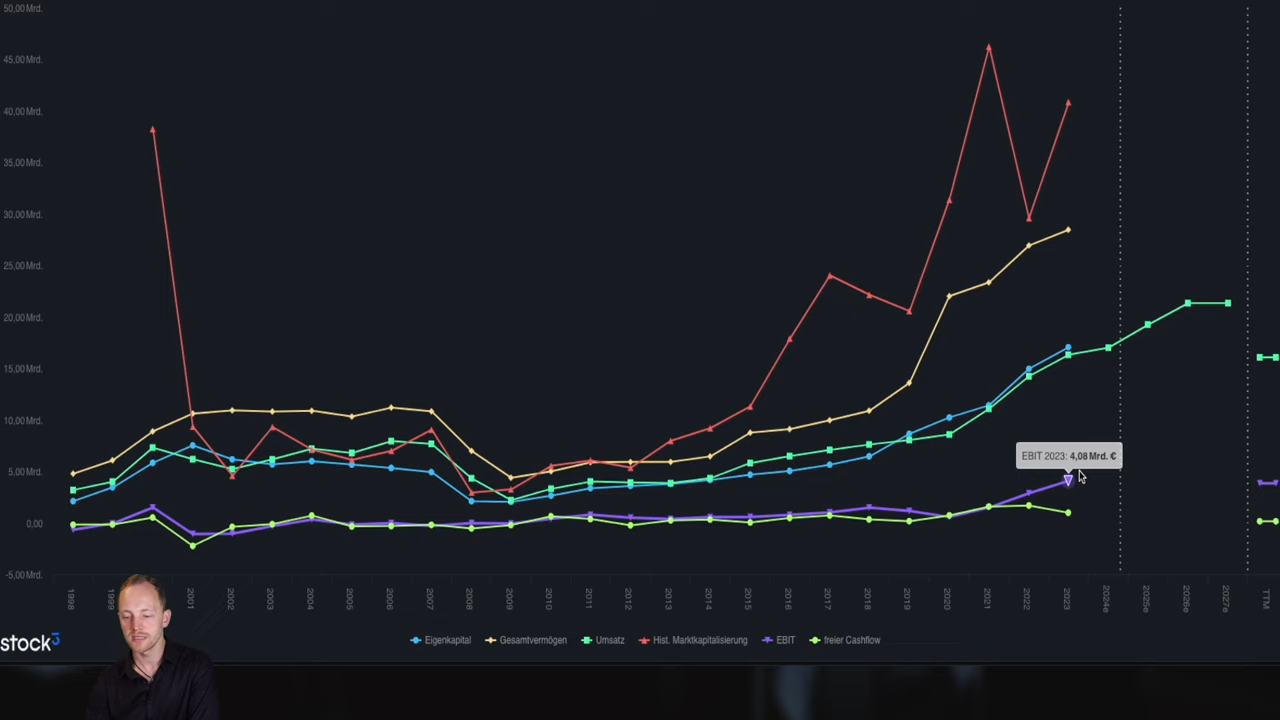 50,00 Mrd.
45,00 Mrd.
40,00 Mrd.
35,00 Mrd.
30,00 Mrd.
25,00 Mrd.
20,00 Mrd.
15,00 Mrd.
10,00 Mrd.
5,00 Mrd.
0,00
-5,00 Mrd.
EBIT 2023: 4,08 Mrd. €
1998
1999
2001
2002
2003
2004
2005
2006
2007
2008
2009
2010
2011
2012
2013
2014
2015
2016
2017
2018
2019
2020
2021
2022
2023
2024e
2025e
2026e
2027e
TTM
stock3
Eigenkapital
Gesamtvermögen
Umsatz
Hist. Marktkapitalisierung
EBIT
freier Cashflow